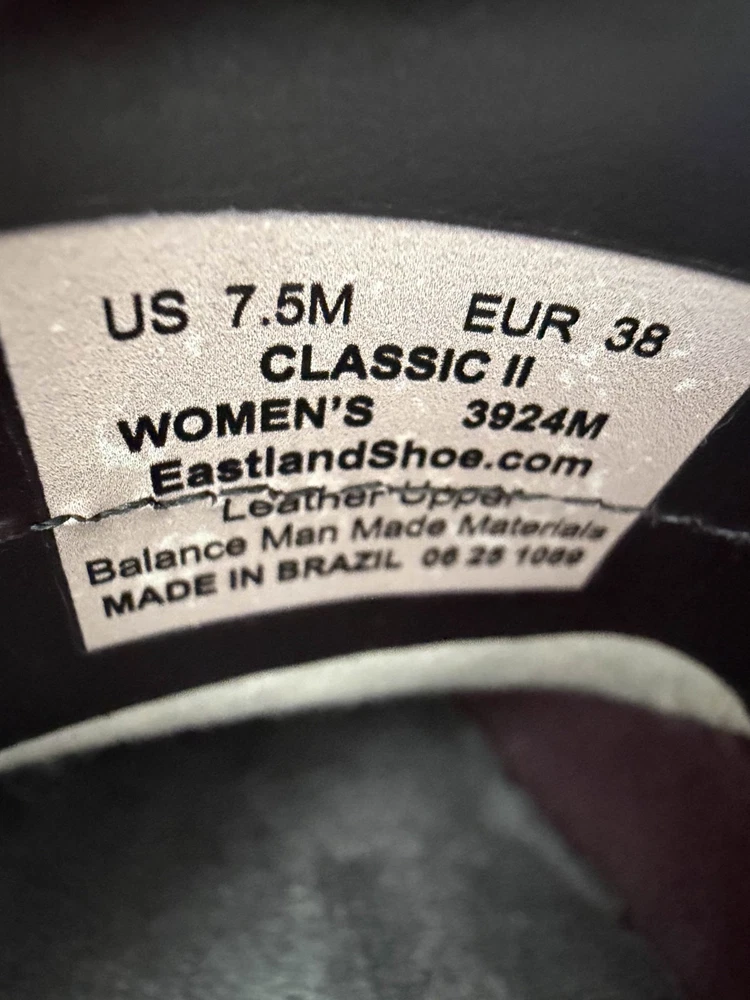 US 7.5M EUR 38
CLASSIC II
WOMEN'S 3924M
EastlandShoe.com
Leather Upper
Balance Man Made Materials
MADE IN BRAZIL 06 25 1089